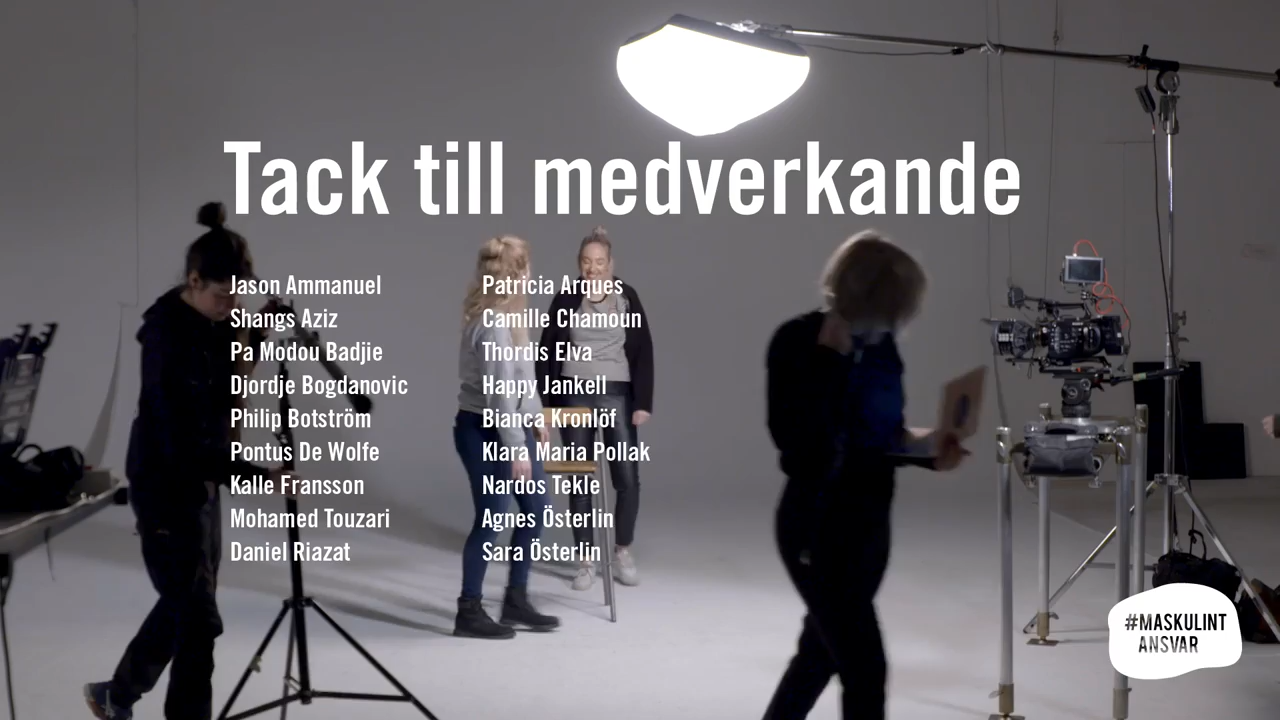 Tack till medverkande
Jason Ammanuel
Shangs Aziz
Pa Modou Badjie
Djordje Bogdanovic
Philip Botström
Pontus De Wolfe
Kalle Fransson
Mohamed Touzari
Daniel Riazat
Patricia Arques
Camille Chamoun
Thordis Elva
Happy Jankell
Bianca Kronlöf
Klara Maria Pollak
Nardos Tekle
Agnes Österlin
Sara Österlin
#MASKULINT
ANSVAR